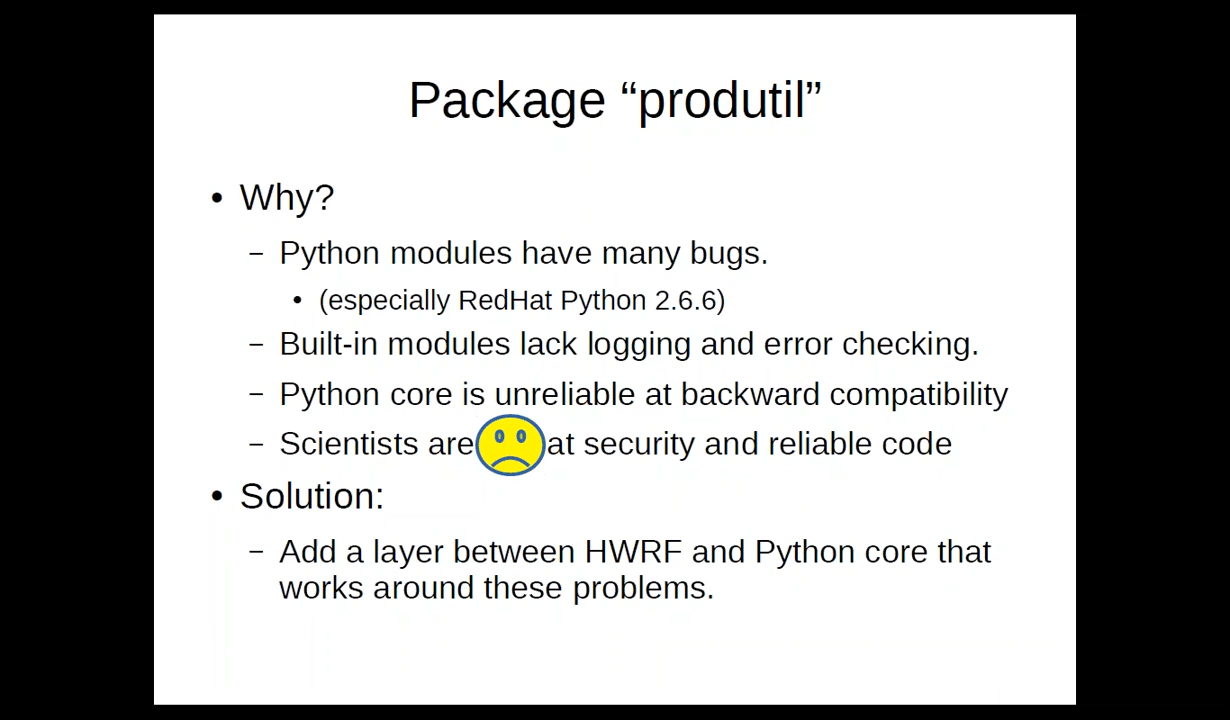 Package “produtil”
• Why?
– Python modules have many bugs.
• (especially RedHat Python 2.6.6)
– Built-in modules lack logging and error checking.
– Python core is unreliable at backward compatibility
– Scientists are at security and reliable code
• Solution:
– Add a layer between HWRF and Python core that
works around these problems.